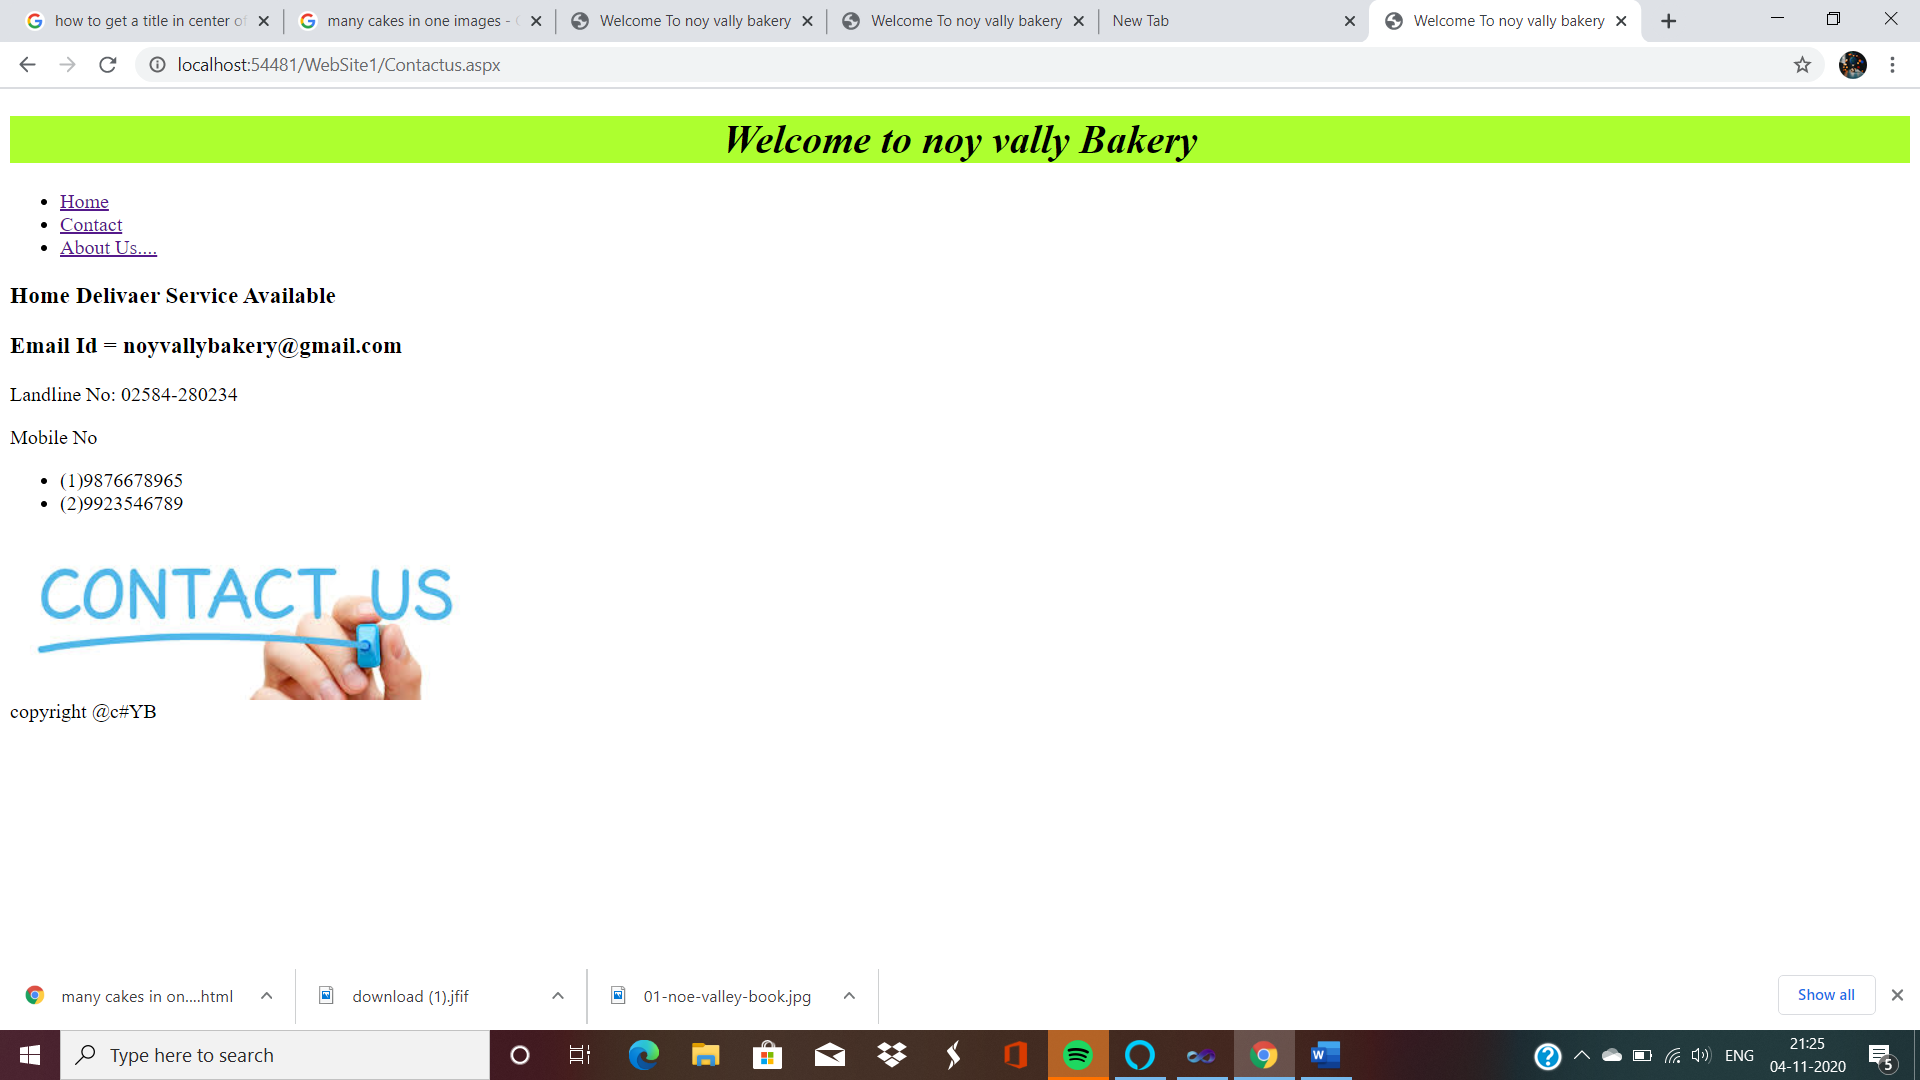 how to get a title in center of
many cakes in one images - G
Welcome To noy vally bakery
Welcome To noy vally bakery
New Tab
Welcome To noy vally bakery
localhost:54481/WebSite1/Contactus.aspx
Welcome to noy vally Bakery
Home
Contact
About Us....
Home Delivaer Service Available
Email Id = noyvallybakery@gmail.com
Landline No: 02584-280234
Mobile No
(1)9876678965
(2)9923546789
CONTACT US
copyright @c#YB
many cakes in on....html
download (1).jfif
01-noe-valley-book.jpg
Show all
Type here to search
W
ENG
21:25
04-11-2020
5